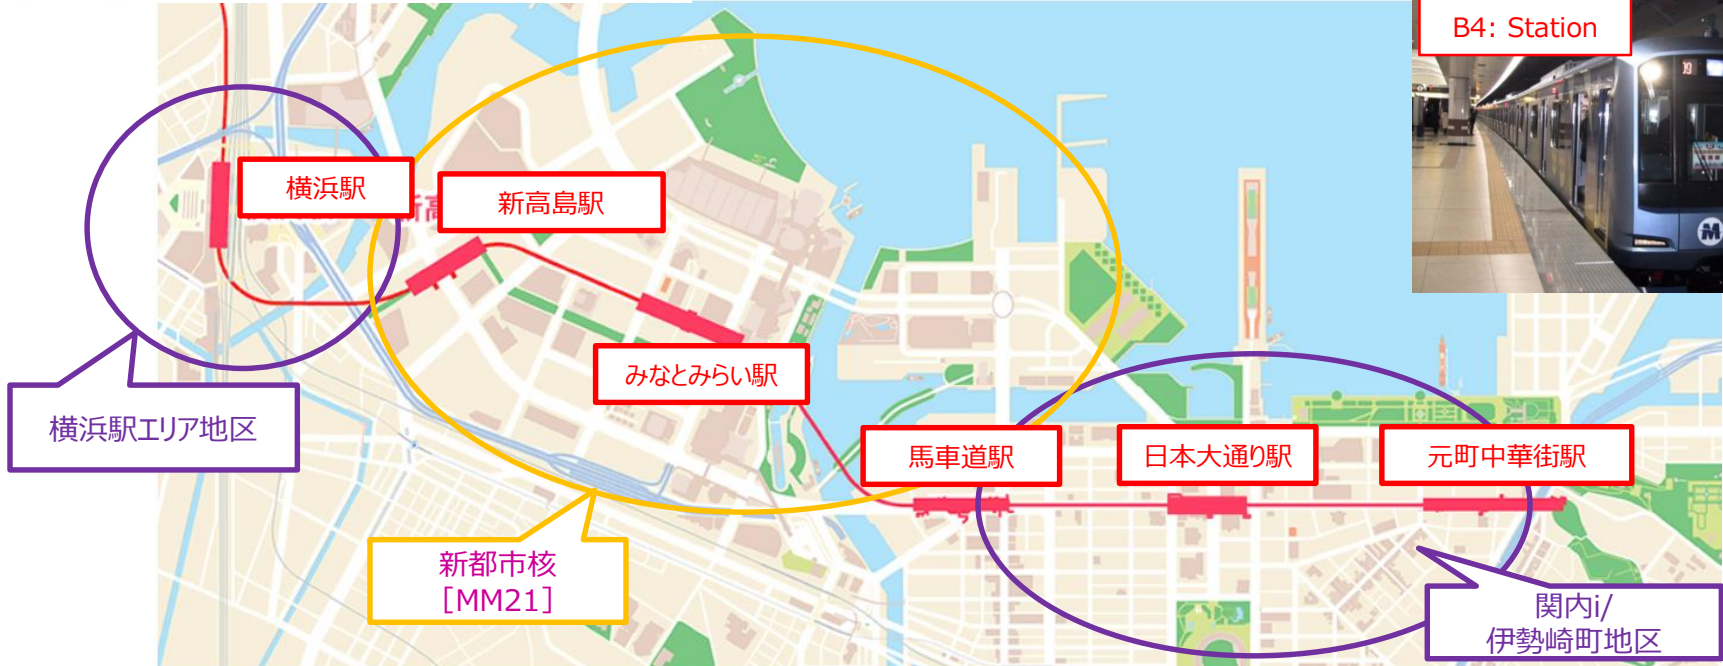 B4: Station
横浜駅
新高島駅
新高
みなとみらい駅
横浜駅エリア地区
馬車道駅
日本大通り駅
元町中華街駅
新都市核
[MM21]
関内i/
伊勢崎町地区
M